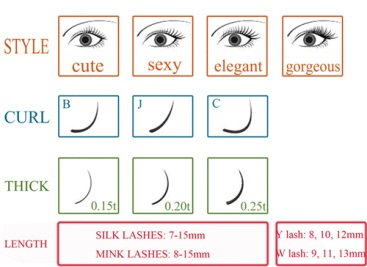 STYLE
cute sexy elegant gorgeous
CURL
B J C
THICK
0.15t 0.20t 0.25t
LENGTH
SILK LASHES: 7-15mm
MINK LASHES: 8-15mm
Y lash: 8, 10, 12mm
W lash: 9, 11, 13mm